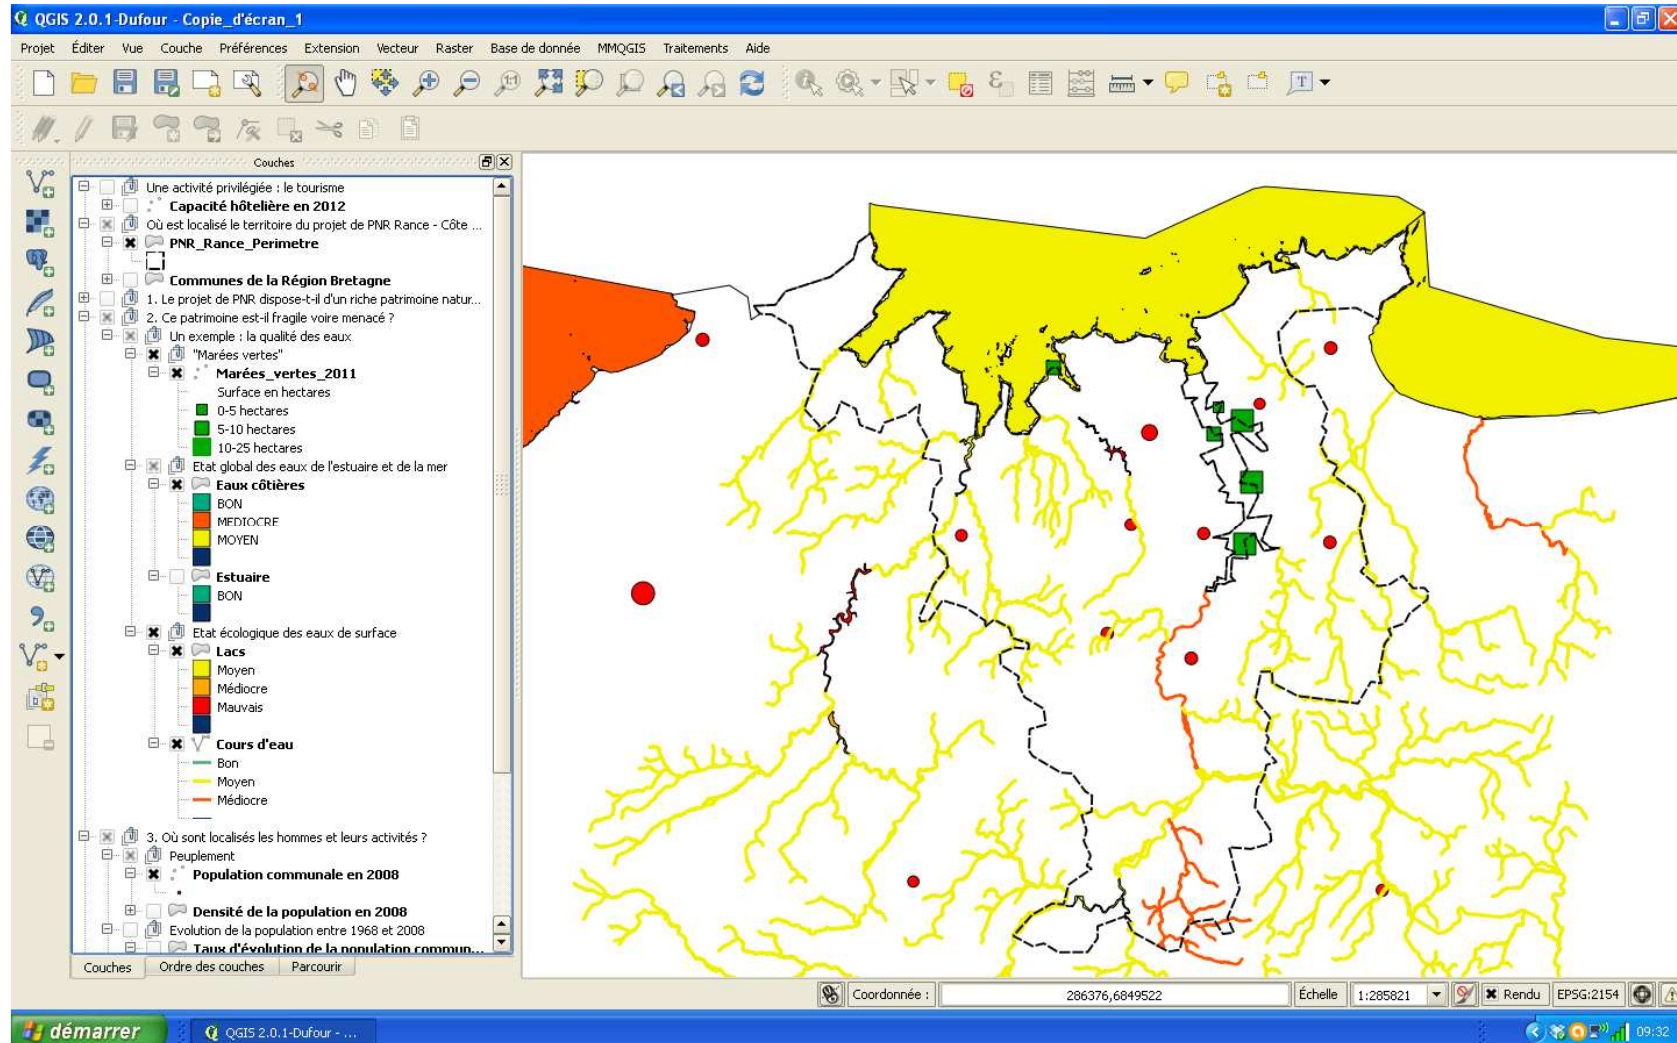 QGIS 2.0.1-Dufour - Copie_d'écran_1
Projet Éditer Vue Couche Préférences Extension Vecteur Raster Base de donnée MMQGIS Traitements Aide
Couches
Une activité privilégiée : le tourisme
Capacité hôtelière en 2012
Où est localisé le territoire du projet de PNR Rance - Côte ...
PNR_Rance_Perimetre
Communes de la Région Bretagne
1. Le projet de PNR dispose-t-il d'un riche patrimoine natur...
2. Ce patrimoine est-il fragile voire menacé ?
Un exemple : la qualité des eaux
"Marées vertes"
Marées_vertes_2011
Surface en hectares
0-5 hectares
5-10 hectares
10-25 hectares
Etat global des eaux de l'estuaire et de la mer
Eaux côtières
BON
MEDIOCRE
MOYEN
Estuaire
BON
Etat écologique des eaux de surface
Lacs
Moyen
Médiocre
Mauvais
Cours d'eau
Bon
Moyen
Médiocre
3. Où sont localisés les hommes et leurs activités ?
Peuplement
Population communale en 2008
Densité de la population en 2008
Evolution de la population entre 1968 et 2008
Taux d'évolution de la population commun...
Couches Ordre des couches Parcourir
Coordonnée : 286376,6849522 Échelle 1:285821 Rendu EPSG:2154
démarrer QGIS 2.0.1-Dufour - ... 09:32